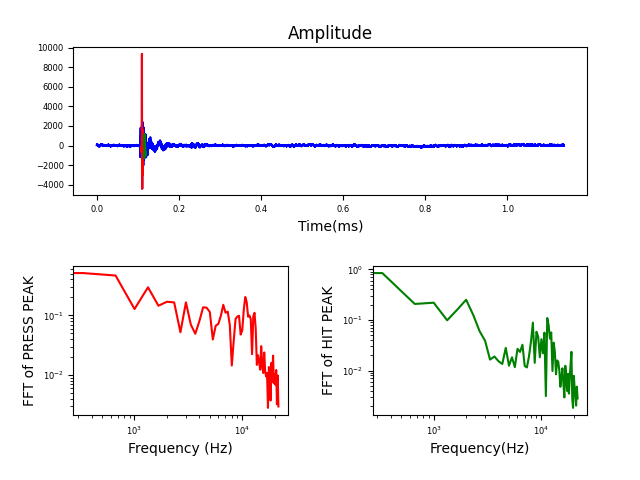 Amplitude
10000
8000
6000
4000
2000
0
−2000
−4000
0.0 0.2 0.4 0.6 0.8 1.0
Time(ms)
FFT of PRESS PEAK
10⁻¹
10⁻²
10³ 10⁴
Frequency (Hz)
FFT of HIT PEAK
10⁰
10⁻¹
10⁻²
10³ 10⁴
Frequency(Hz)